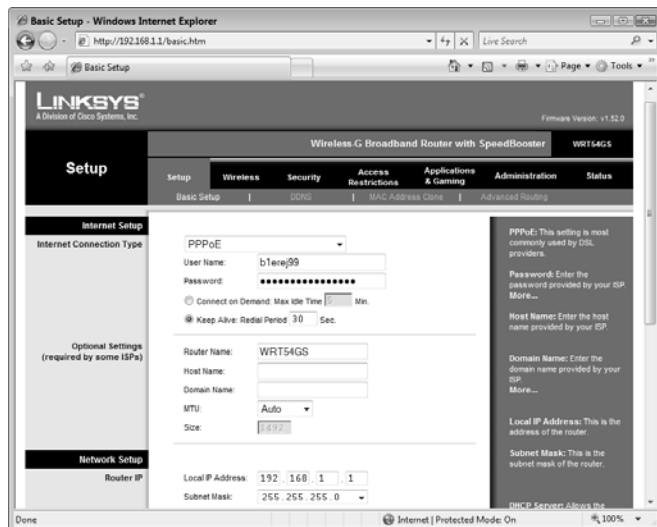 Basic Setup - Windows Internet Explorer
http://192.168.1.1/basic.htm
Live Search
Basic Setup
Page
Tools
LINKSYS®
A Division of Cisco Systems, Inc.
Firmware Version: v1.52.0
Wireless-G Broadband Router with SpeedBooster
WRT54GS
Setup
Setup
Wireless
Security
Access Restrictions
Applications & Gaming
Administration
Status
Basic Setup | DDNS | MAC Address Clone | Advanced Routing
Internet Setup
Internet Connection Type
PPPoE
User Name: b1erej99
Password: ●●●●●●●●●●●●●●●●
Connect on Demand: Max Idle Time 5 Min.
Keep Alive: Redial Period 30 Sec.
Optional Settings
(required by some ISPs)
Router Name: WRT54GS
Host Name:
Domain Name:
MTU: Auto
Size: 1492
Network Setup
Router IP
Local IP Address: 192 . 168 . 1 . 1
Subnet Mask: 255.255.255.0
PPPoE: This setting is most
commonly used by DSL
providers.
Password: Enter the
password provided by your ISP.
More...
Host Name: Enter the host
name provided by your ISP.
Domain Name: Enter the
domain name provided by your
ISP.
More...
Local IP Address: This is the
address of the router.
Subnet Mask: This is the
subnet mask of the router.
DHCP Server: Allows the
Done
Internet | Protected Mode: On
100%